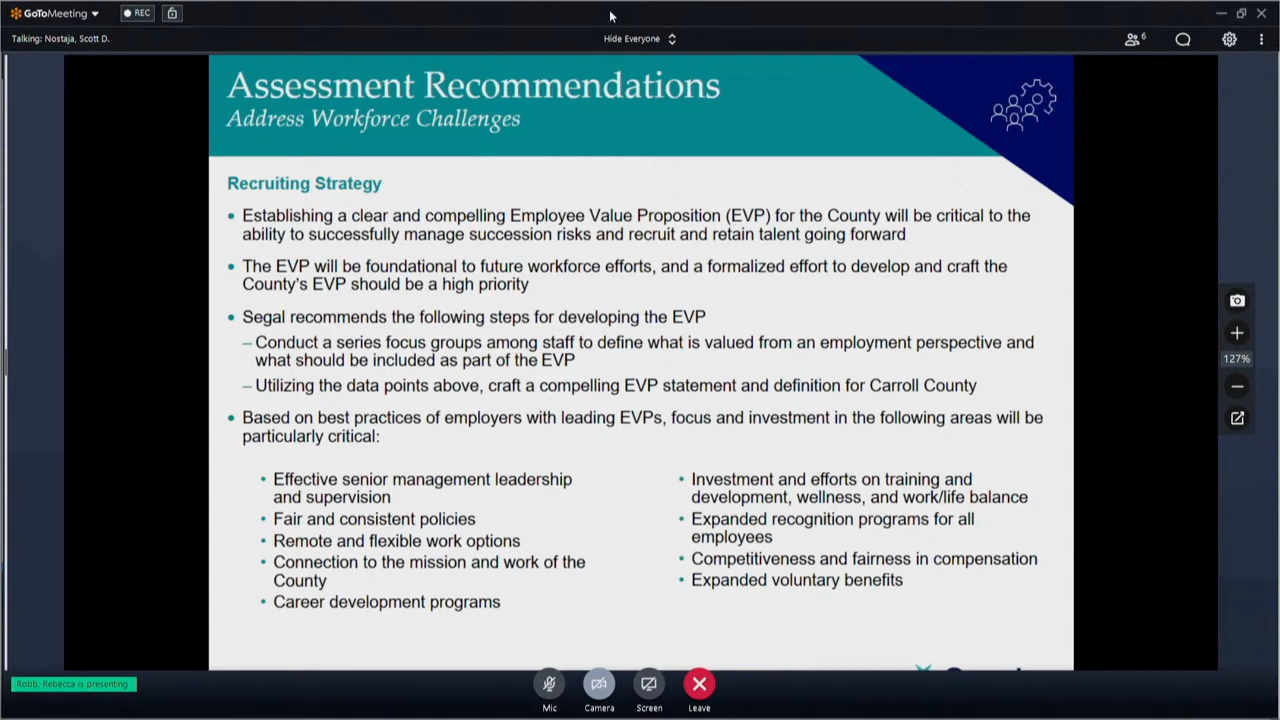 GoToMeeting
REC
Talking: Nostaja, Scott D.
Hide Everyone
6
Assessment Recommendations
Address Workforce Challenges
Recruiting Strategy
• Establishing a clear and compelling Employee Value Proposition (EVP) for the County will be critical to the
ability to successfully manage succession risks and recruit and retain talent going forward
• The EVP will be foundational to future workforce efforts, and a formalized effort to develop and craft the
County's EVP should be a high priority
• Segal recommends the following steps for developing the EVP
– Conduct a series focus groups among staff to define what is valued from an employment perspective and
what should be included as part of the EVP
– Utilizing the data points above, craft a compelling EVP statement and definition for Carroll County
• Based on best practices of employers with leading EVPs, focus and investment in the following areas will be
particularly critical:
• Effective senior management leadership
and supervision
• Fair and consistent policies
• Remote and flexible work options
• Connection to the mission and work of the
County
• Career development programs
• Investment and efforts on training and
development, wellness, and work/life balance
• Expanded recognition programs for all
employees
• Competitiveness and fairness in compensation
• Expanded voluntary benefits
127%
Robb, Rebecca is presenting
Mic
Camera
Screen
Leave